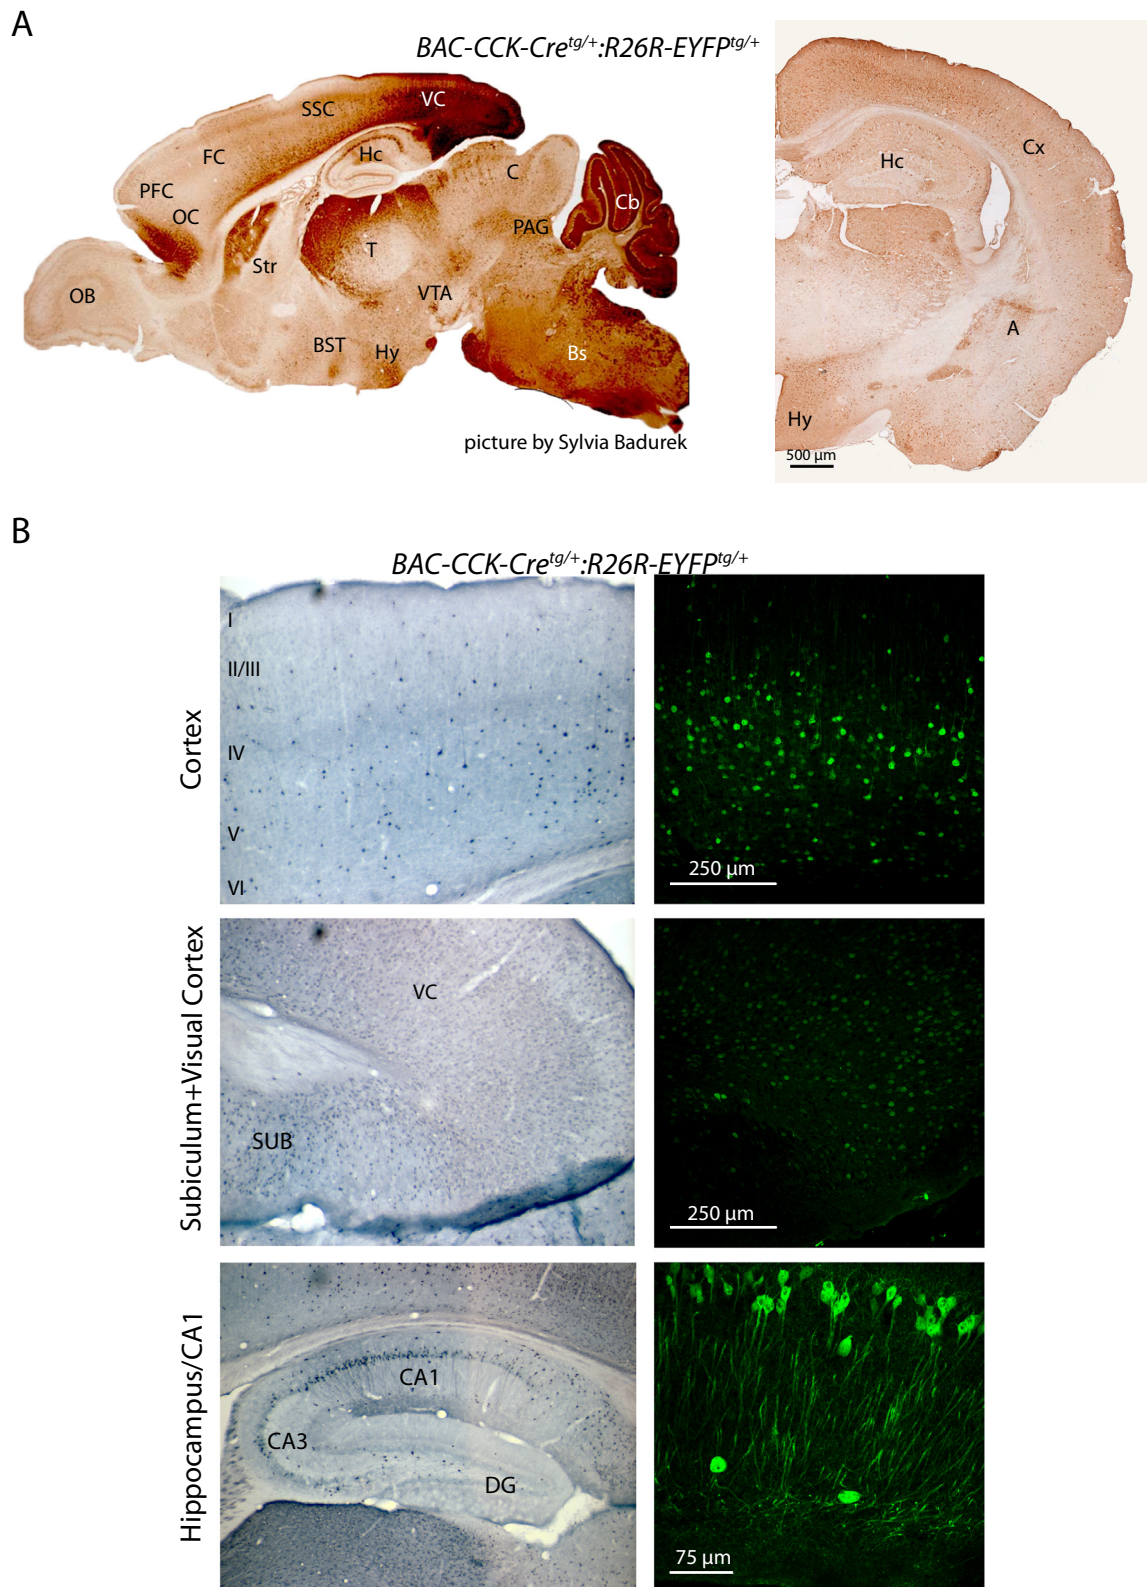 A
BAC-CCK-Cre^tg/+:R26R-EYFP^tg/+
SSC
VC
FC
Hc
C
PFC
OC
Cb
PAG
T
Str
OB
VTA
BST
Hy
Bs
picture by Sylvia Badurek
Cx
Hc
A
Hy
500 µm
B
BAC-CCK-Cre^tg/+:R26R-EYFP^tg/+
Cortex
I
II/III
IV
V
VI
250 µm
Subiculum+Visual Cortex
VC
SUB
250 µm
Hippocampus/CA1
CA1
CA3
DG
75 µm